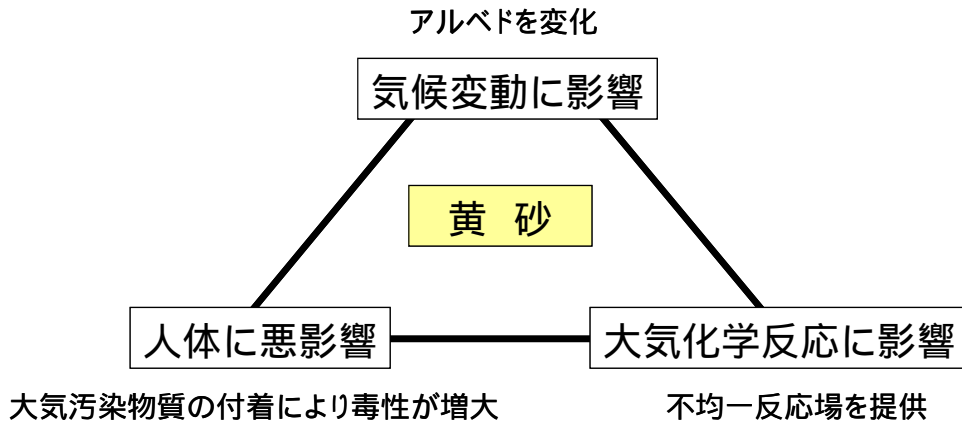 アルベドを変化
気候変動に影響
黄 砂
人体に悪影響
大気化学反応に影響
大気汚染物質の付着により毒性が増大
不均一反応場を提供